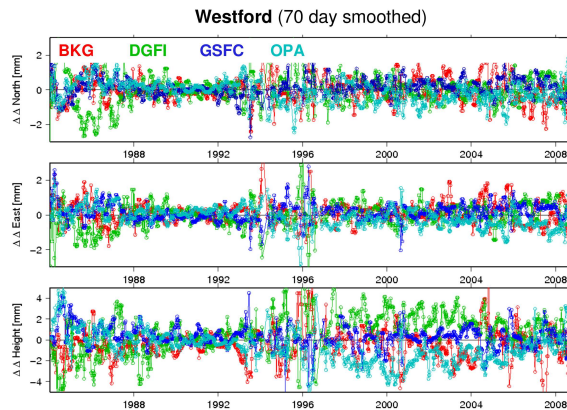 Westford (70 day smoothed)
BKG DGFI GSFC OPA
Δ Δ North [mm]
2
0
−2
1988 1992 1996 2000 2004 2008
Δ Δ East [mm]
2
0
−2
1988 1992 1996 2000 2004 2008
Δ Δ Height [mm]
4
2
0
−2
−4
1988 1992 1996 2000 2004 2008